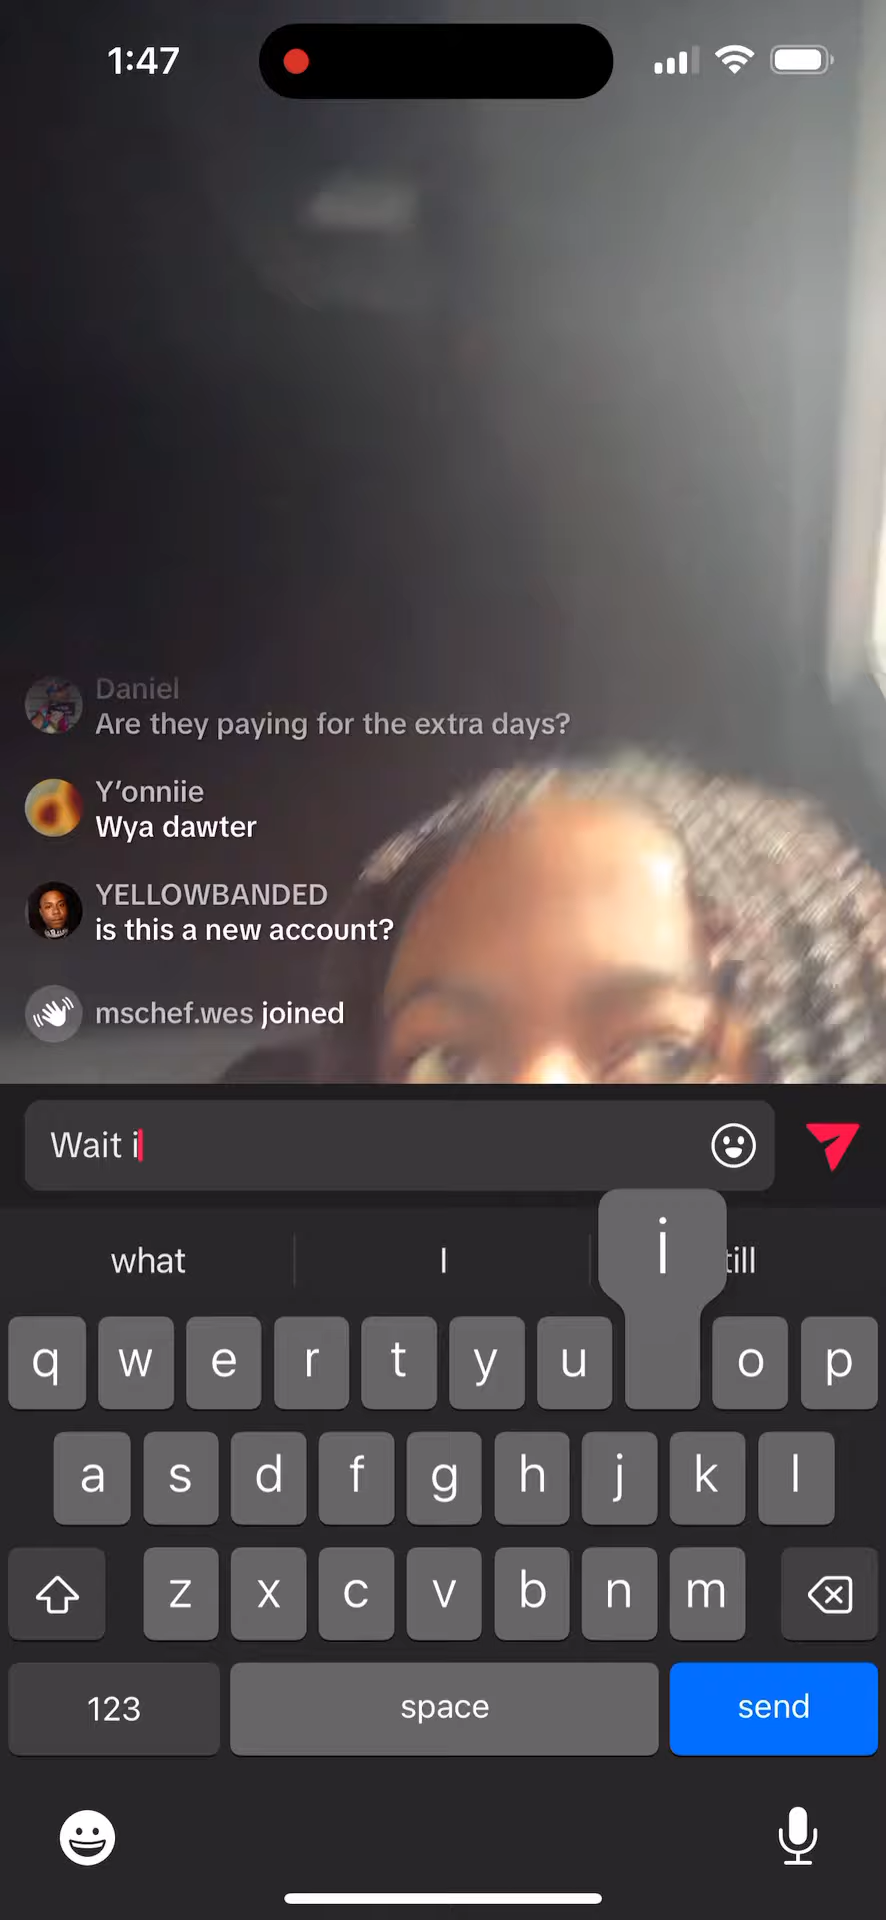 1:47
Daniel
Are they paying for the extra days?
Y'onniie
Wya dawter
YELLOWBANDED
is this a new account?
mschef.wes joined
Wait i
what I till
i
q w e r t y u o p
a s d f g h j k l
z x c v b n m
123 space send